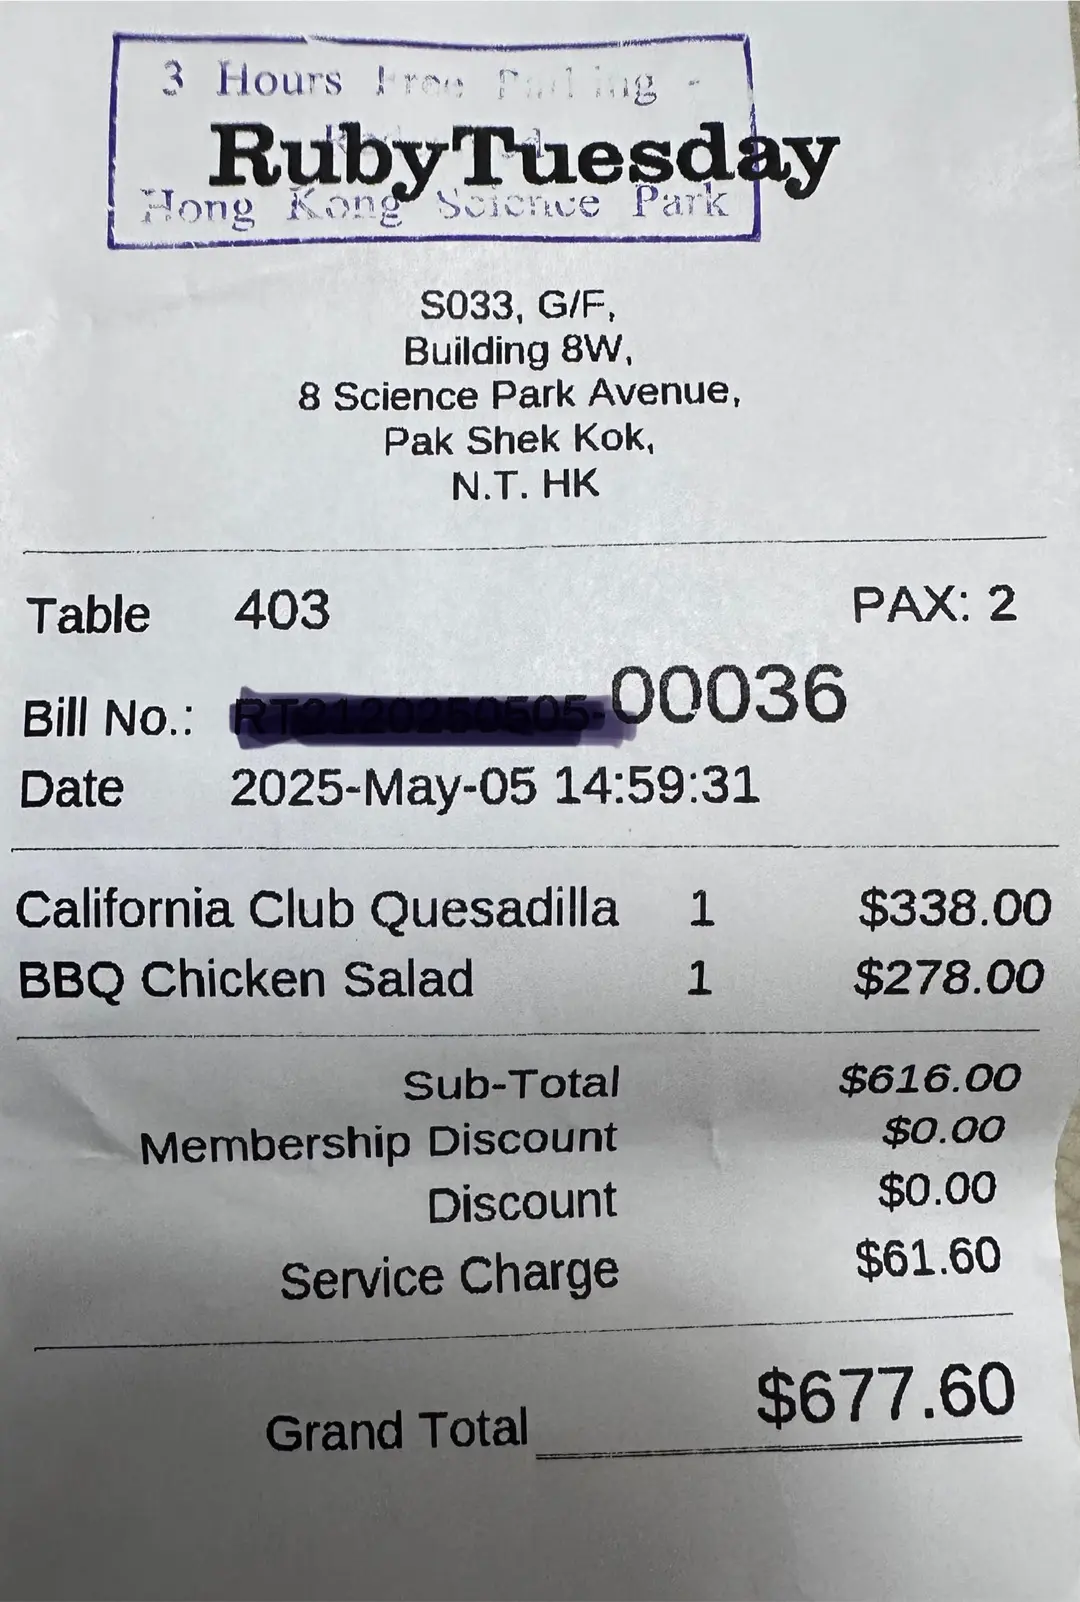 3 Hours Free Parking -
RubyTuesday
Hong Kong Science Park
S033, G/F,
Building 8W,
8 Science Park Avenue,
Pak Shek Kok,
N.T. HK
Table 403 PAX: 2
Bill No.: 00036
Date 2025-May-05 14:59:31
California Club Quesadilla 1 $338.00
BBQ Chicken Salad 1 $278.00
Sub-Total $616.00
Membership Discount $0.00
Discount $0.00
Service Charge $61.60
Grand Total $677.60